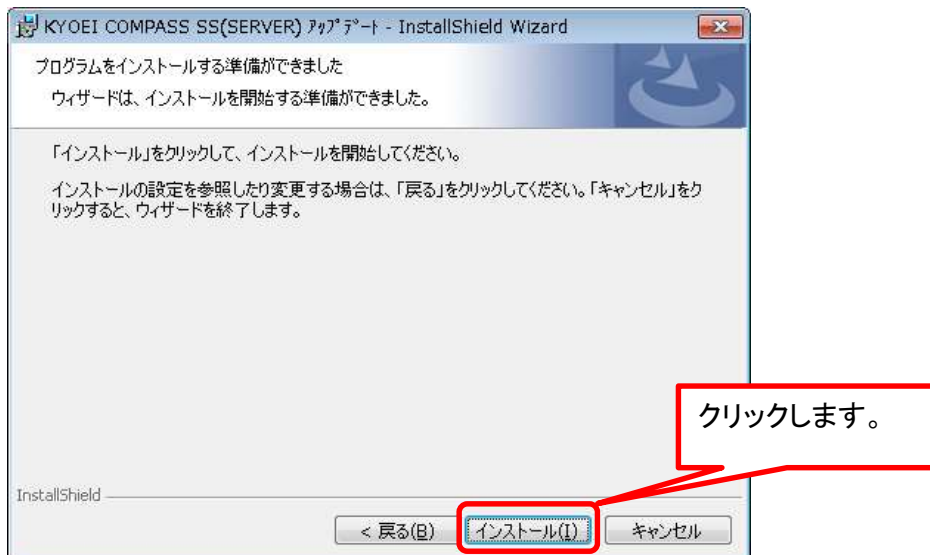 KYOEI COMPASS SS(SERVER) ｱｯﾌﾟﾃﾞｰﾄ - InstallShield Wizard
プログラムをインストールする準備ができました
ウィザードは、インストールを開始する準備ができました。
「インストール」をクリックして、インストールを開始してください。
インストールの設定を参照したり変更する場合は、「戻る」をクリックしてください。「キャンセル」をク
リックすると、ウィザードを終了します。
クリックします。
InstallShield
< 戻る(B)
インストール(I)
キャンセル